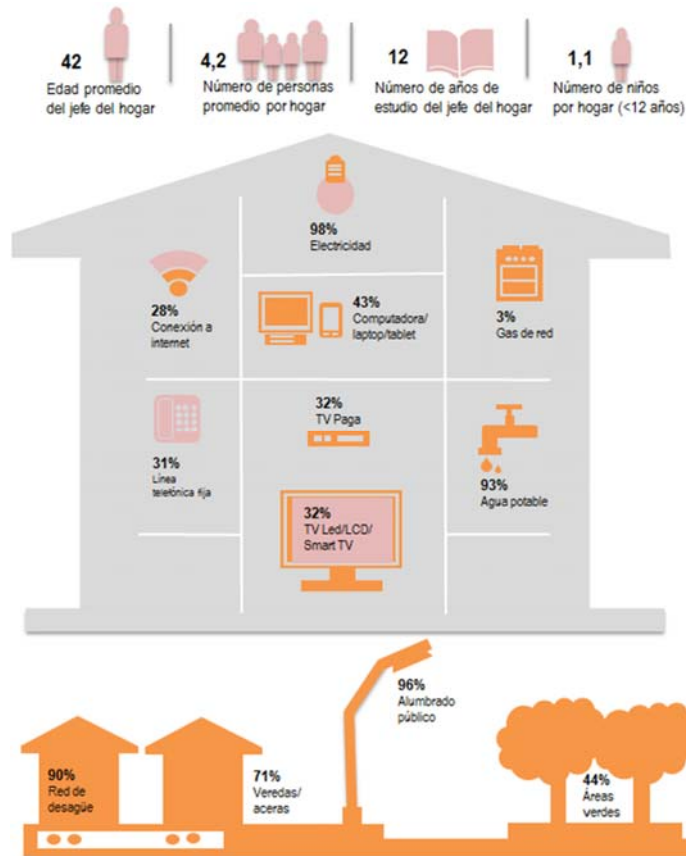 42
Edad promedio
del jefe del hogar
4,2
Número de personas
promedio por hogar
12
Número de años de
estudio del jefe del hogar
1,1
Número de niños
por hogar (<12 años)
98%
Electricidad
28%
Conexión a
internet
43%
Computadora/
laptop/tablet
3%
Gas de red
31%
Línea
telefónica fija
32%
TV Paga
93%
Agua potable
32%
TV Led/LCD/
Smart TV
96%
Alumbrado
público
90%
Red de
desagüe
71%
Veredas/
aceras
44%
Áreas
verdes